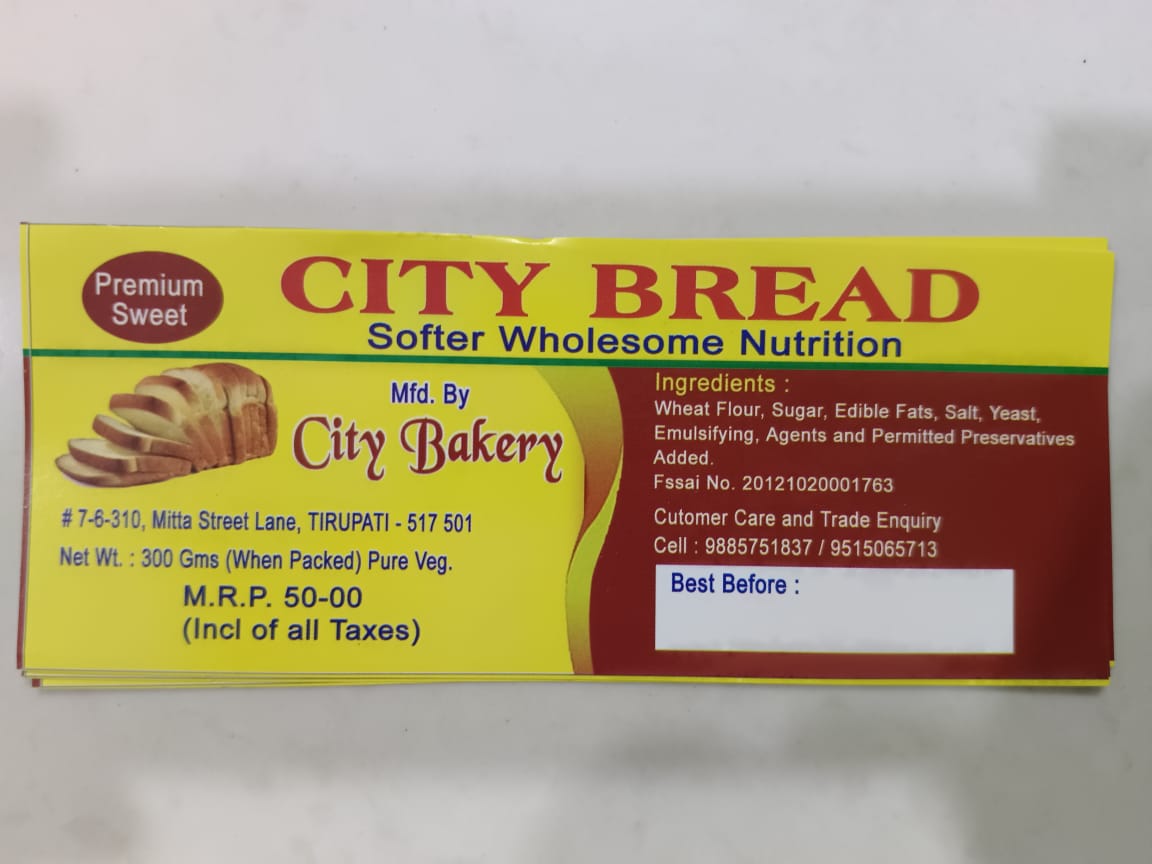 Premium
Sweet
CITY BREAD
Softer Wholesome Nutrition
Mfd. By
City Bakery
# 7-6-310, Mitta Street Lane, TIRUPATI - 517 501
Net Wt. : 300 Gms (When Packed) Pure Veg.
M.R.P. 50-00
(Incl of all Taxes)
Ingredients :
Wheat Flour, Sugar, Edible Fats, Salt, Yeast,
Emulsifying, Agents and Permitted Preservatives
Added.
Fssai No. 20121020001763
Cutomer Care and Trade Enquiry
Cell : 9885751837 / 9515065713
Best Before :